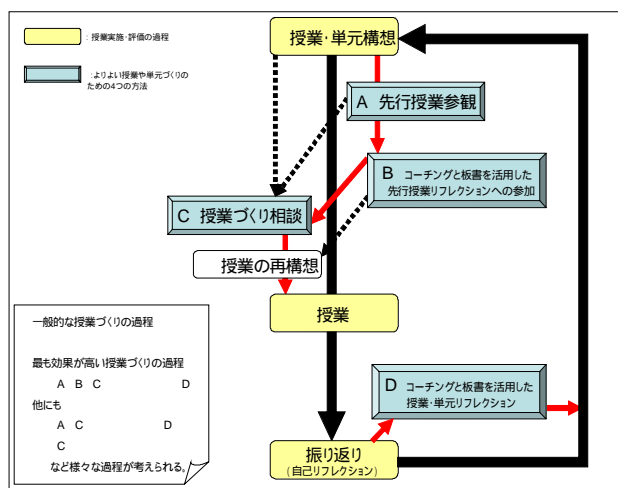 ：授業実施・評価の過程
：よりよい授業や単元づくりの
ための4つの方法
授業・単元構想
A 先行授業参観
B コーチングと板書を活用した
先行授業リフレクションへの参加
C 授業づくり相談
授業の再構想
授業
D コーチングと板書を活用した
授業・単元リフレクション
振り返り
(自己リフレクション)
一般的な授業づくりの過程
最も効果が高い授業づくりの過程
A B C D
他にも
A C D
C
など様々な過程が考えられる。